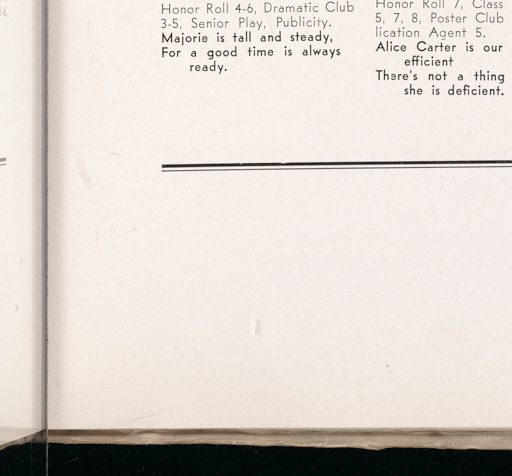 Honor Roll 4-6, Dramatic Club
3-5, Senior Play, Publicity.
Majorie is tall and steady,
For a good time is always
ready.
Honor Roll 7, Class
5, 7, 8, Poster Club
lication Agent 5.
Alice Carter is our
efficient
There's not a thing
she is deficient.